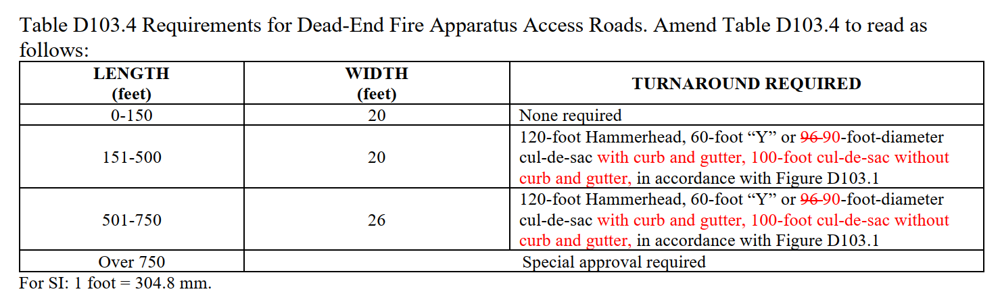 Table D103.4 Requirements for Dead-End Fire Apparatus Access Roads. Amend Table D103.4 to read as
follows:
LENGTH
(feet)
WIDTH
(feet)
TURNAROUND REQUIRED
0-150
20
None required
151-500
20
120-foot Hammerhead, 60-foot “Y” or 96-90-foot-diameter
cul-de-sac with curb and gutter, 100-foot cul-de-sac without
curb and gutter, in accordance with Figure D103.1
501-750
26
120-foot Hammerhead, 60-foot “Y” or 96-90-foot-diameter
cul-de-sac with curb and gutter, 100-foot cul-de-sac without
curb and gutter, in accordance with Figure D103.1
Over 750
Special approval required
For SI: 1 foot = 304.8 mm.